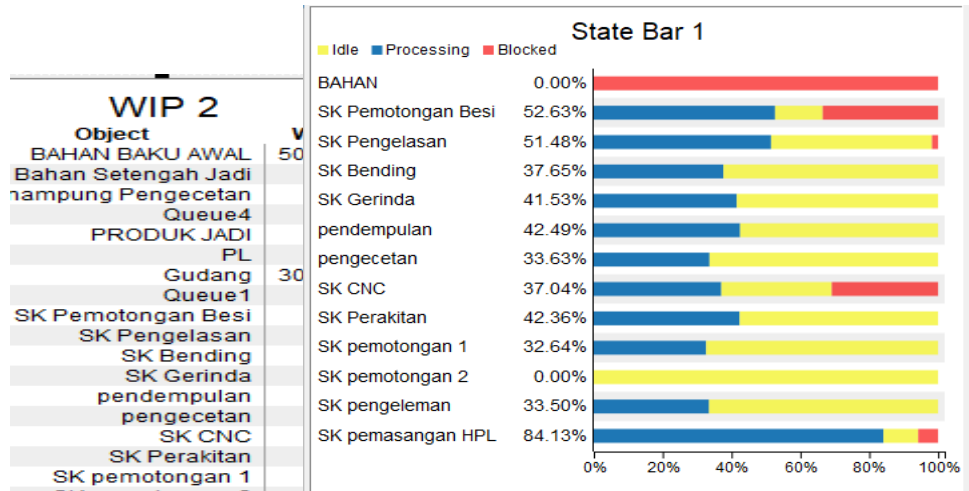 WIP 2
Object
BAHAN BAKU AWAL 50
Bahan Setengah Jadi
nampung Pengecetan
Queue4
PRODUK JADI
PL
Gudang 30
Queue1
SK Pemotongan Besi
SK Pengelasan
SK Bending
SK Gerinda
pendempulan
pengecetan
SK CNC
SK Perakitan
SK pemotongan 1
State Bar 1
Idle Processing Blocked
BAHAN 0.00%
SK Pemotongan Besi 52.63%
SK Pengelasan 51.48%
SK Bending 37.65%
SK Gerinda 41.53%
pendempulan 42.49%
pengecetan 33.63%
SK CNC 37.04%
SK Perakitan 42.36%
SK pemotongan 1 32.64%
SK pemotongan 2 0.00%
SK pengeleman 33.50%
SK pemasangan HPL 84.13%
0% 20% 40% 60% 80% 100%